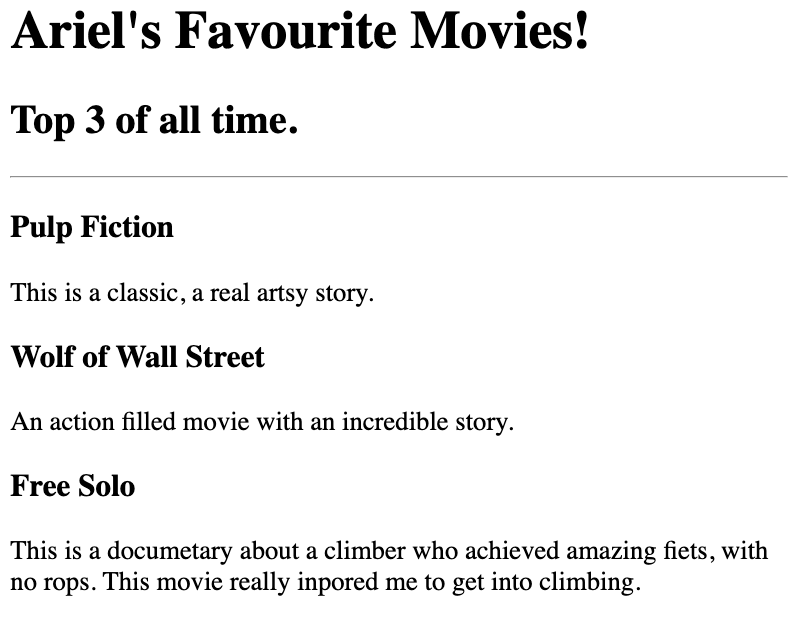 Ariel's Favourite Movies!
Top 3 of all time.
Pulp Fiction
This is a classic, a real artsy story.
Wolf of Wall Street
An action filled movie with an incredible story.
Free Solo
This is a documetary about a climber who achieved amazing fiets, with
no rops. This movie really inpored me to get into climbing.